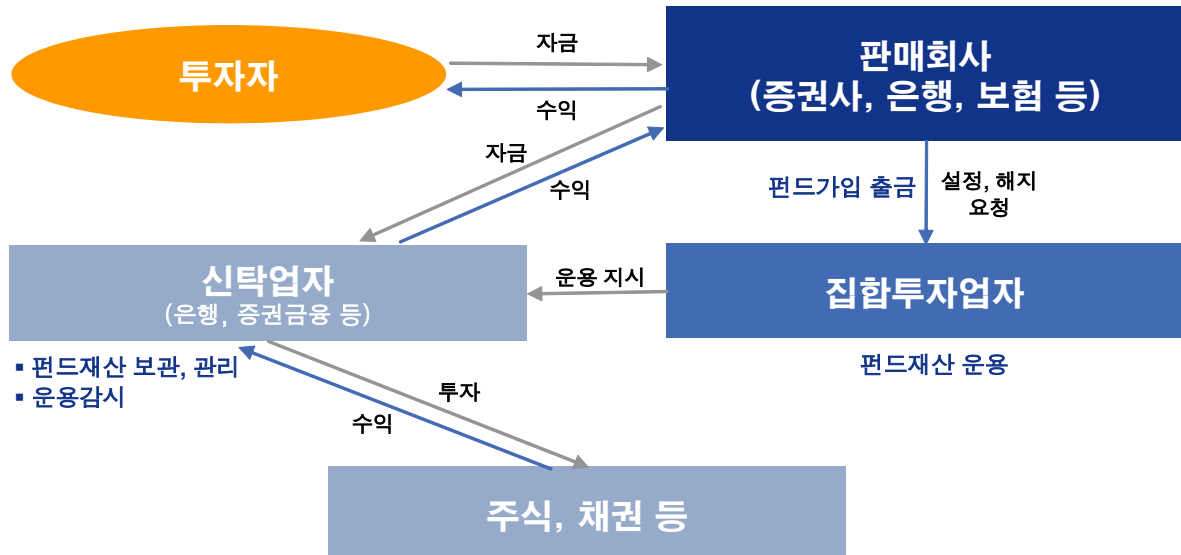 투자자
자금
수익
판매회사
(증권사, 은행, 보험 등)
자금
수익
펀드가입 출금
설정, 해지
요청
신탁업자
(은행, 증권금융 등)
운용 지시
집합투자업자
▪ 펀드재산 보관, 관리
▪ 운용감시
펀드재산 운용
투자
수익
주식, 채권 등